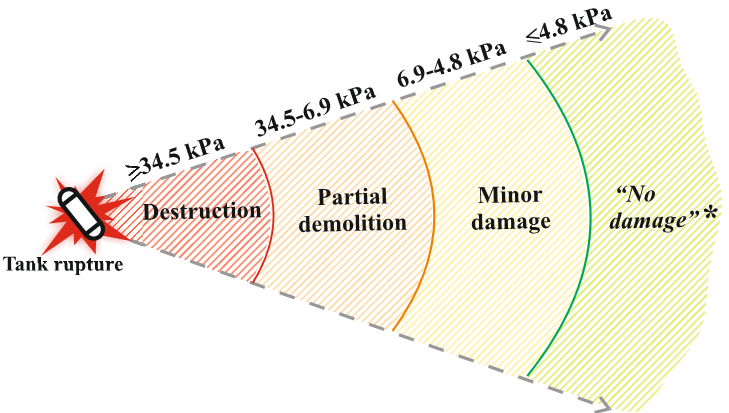 ≥34.5 kPa
34.5-6.9 kPa
6.9-4.8 kPa
≤4.8 kPa
Destruction
Partial
demolition
Minor
damage
“No
damage”*
Tank rupture